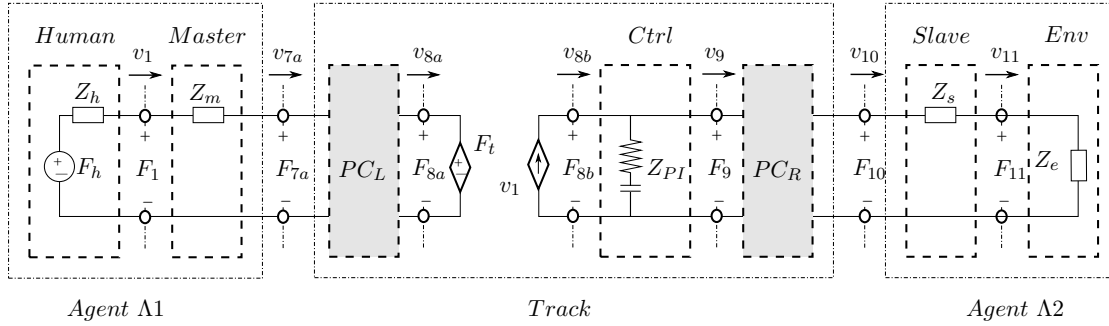 Human Master Ctrl Slave Env
v1 v7a v8a v8b v9 v10 v11
Zh Zm Zs
+ + + + + + +
Fh F1 F7a PCL F8a Ft v1 F8b ZPI F9 PCR F10 F11 Ze
− − − − − − −
Agent Λ1 Track Agent Λ2